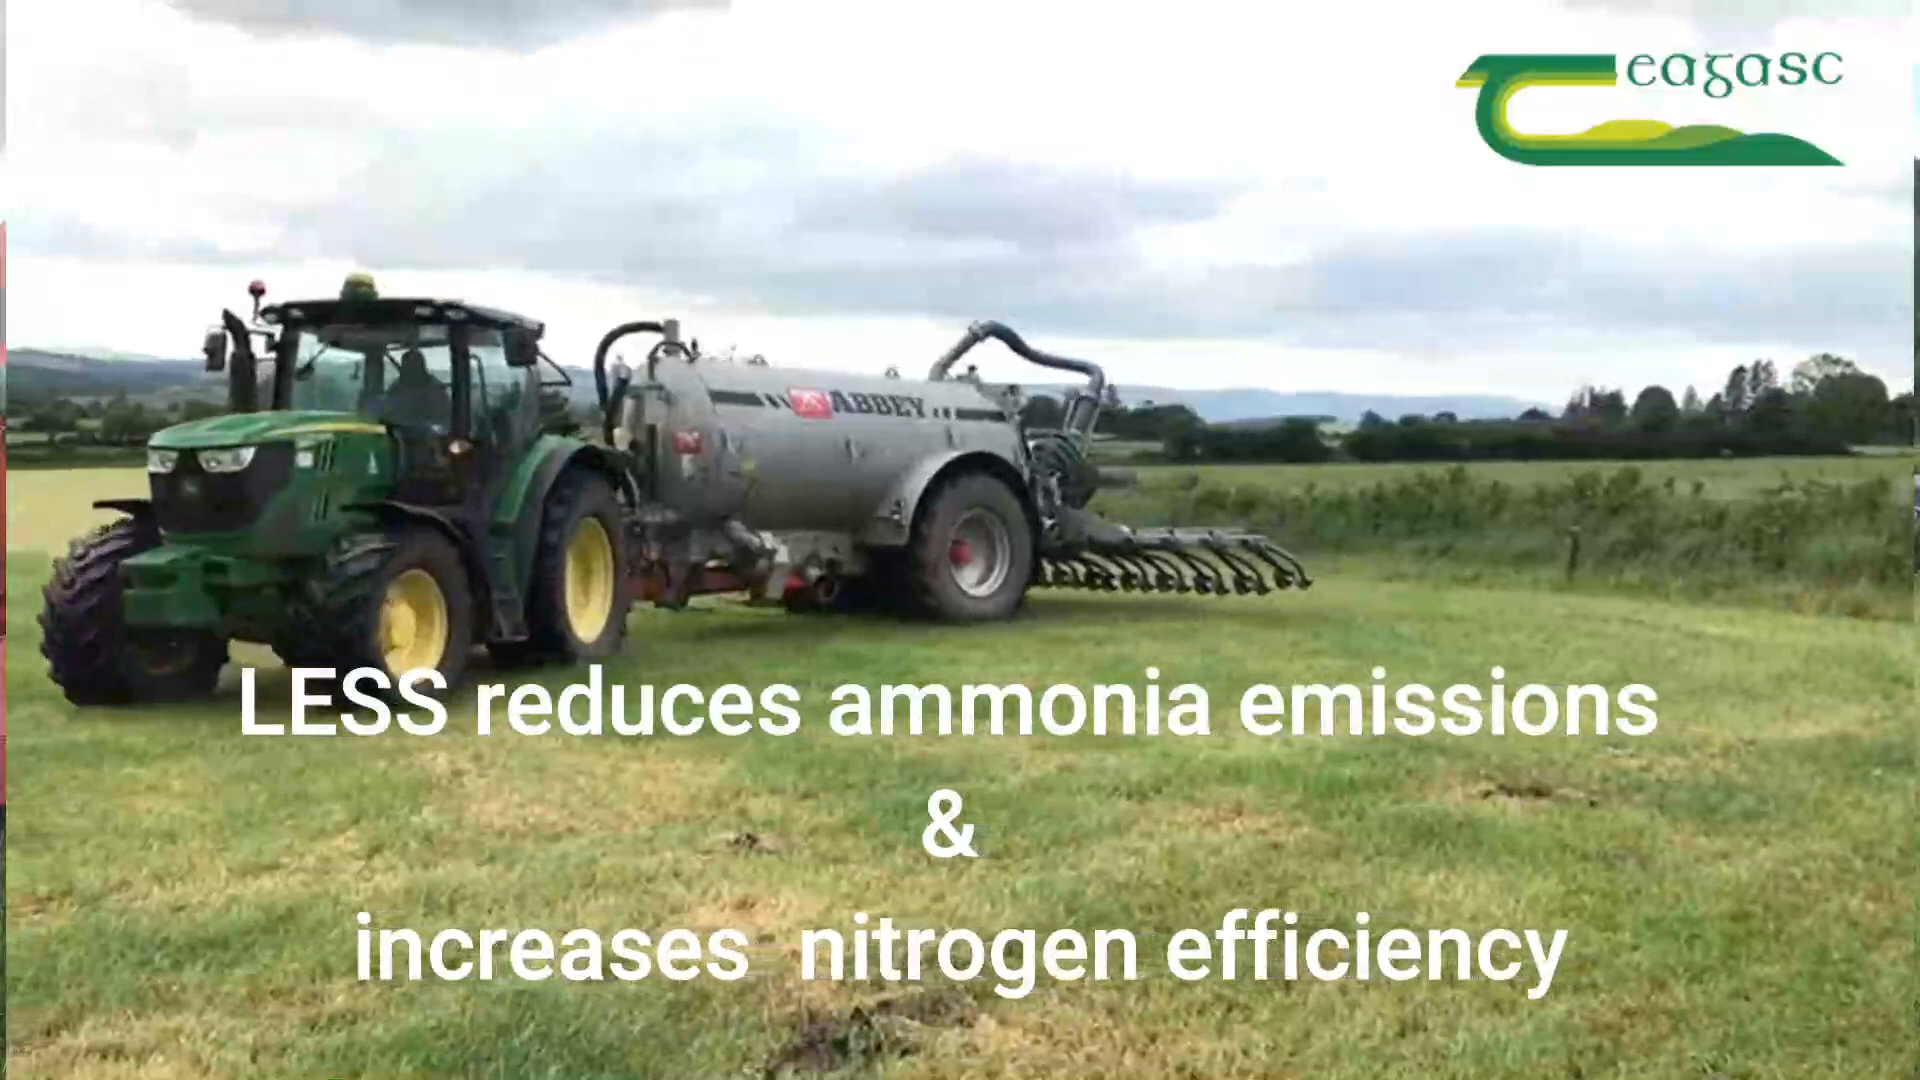 Teagasc
ABBEY
LESS reduces ammonia emissions
&
increases nitrogen efficiency